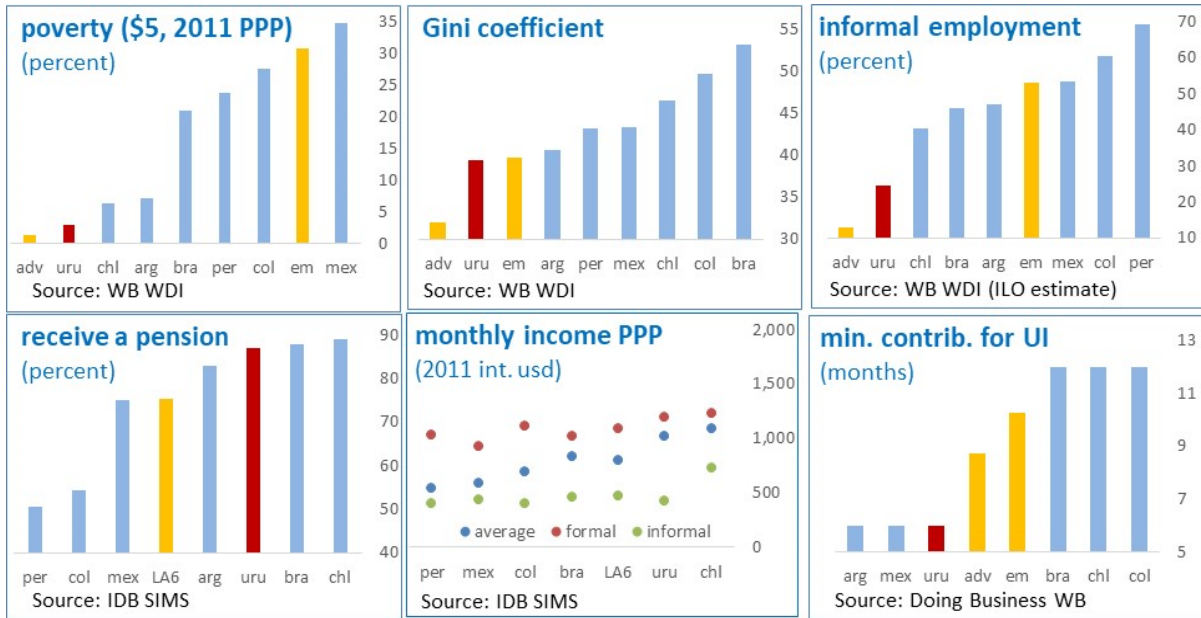 poverty ($5, 2011 PPP)
(percent)
35
30
25
20
15
10
5
0
adv uru chl arg bra per col em mex
Source: WB WDI
Gini coefficient
55
50
45
40
35
30
adv uru em arg per mex chl col bra
Source: WB WDI
informal employment
(percent)
70
60
50
40
30
20
10
adv uru chl bra arg em mex col per
Source: WB WDI (ILO estimate)
receive a pension
(percent)
90
80
70
60
50
40
per col mex LA6 arg uru bra chl
Source: IDB SIMS
monthly income PPP
(2011 int. usd)
2,000
1,500
1,000
500
0
average formal informal
per mex col bra LA6 uru chl
Source: IDB SIMS
min. contrib. for UI
(months)
13
11
9
7
5
arg mex uru adv em bra chl col
Source: Doing Business WB